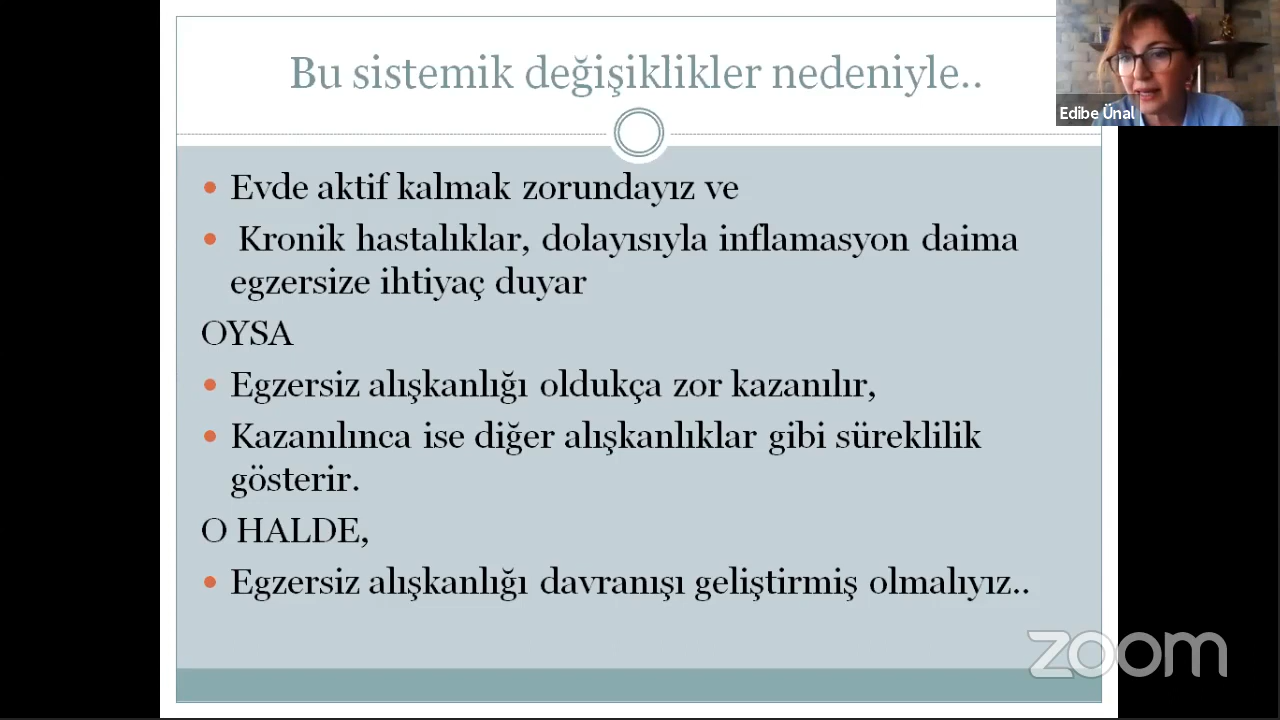 Bu sistemik değişiklikler nedeniyle..
Edibe Ünal
• Evde aktif kalmak zorundayız ve
• Kronik hastalıklar, dolayısıyla inflamasyon daima
egzersize ihtiyaç duyar
OYSA
• Egzersiz alışkanlığı oldukça zor kazanılır,
• Kazanılınca ise diğer alışkanlıklar gibi süreklilik
gösterir.
O HALDE,
• Egzersiz alışkanlığı davranışı geliştirmiş olmalıyız..
zoom